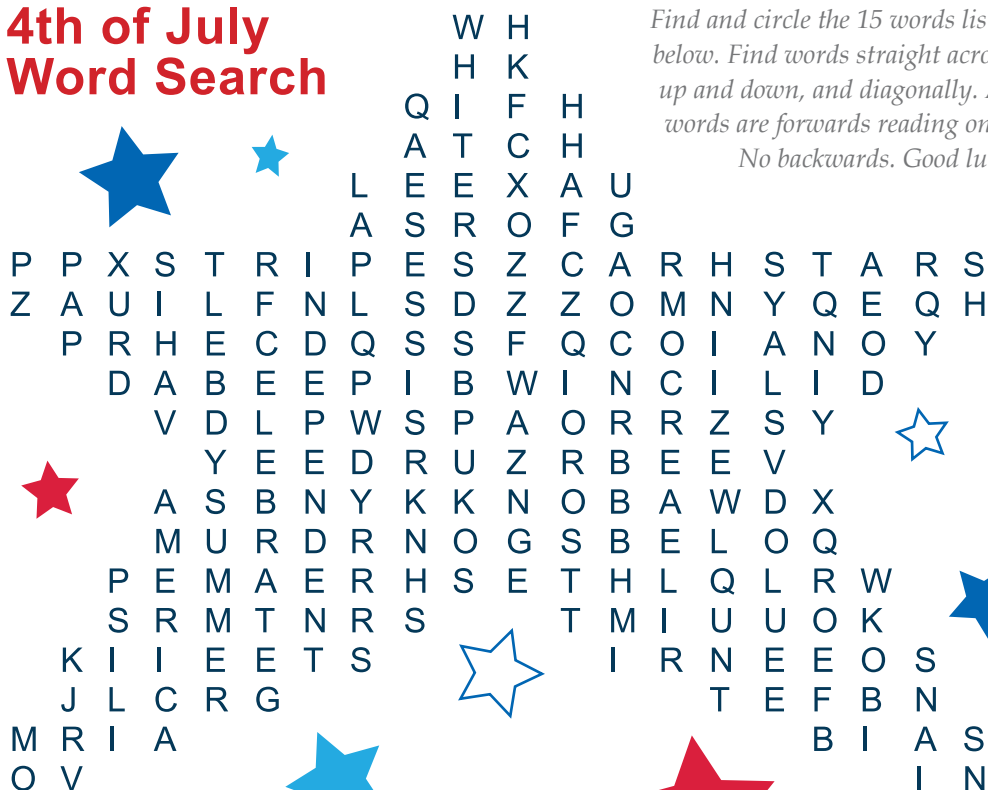 4th of July
Word Search
Find and circle the 15 words lis
below. Find words straight acro
up and down, and diagonally.
words are forwards reading on
No backwards. Good lu
W H
H K
Q I F H
A T C H
L E E X A U
A S R O F G
P P X S T R I P E S Z C A R H S T A R S
Z A U I L F N L S D Z Z O M N Y Q E Q H
P R H E C D Q S S F Q C O I A N O Y
D A B E E P I B W I N C I L I D
V D L P W S P A O R R Z S Y
Y E E D R U Z R B E E V
A S B N Y K K N O B A W D X
M U R D R N O G S B E L O Q
P E M A E R H S E T H L Q L R W
S R M T N R S T M I U U O K
K I I E E T S I R N E E O S
J L C R G T E F B N
M R I A B I A S
O V I N